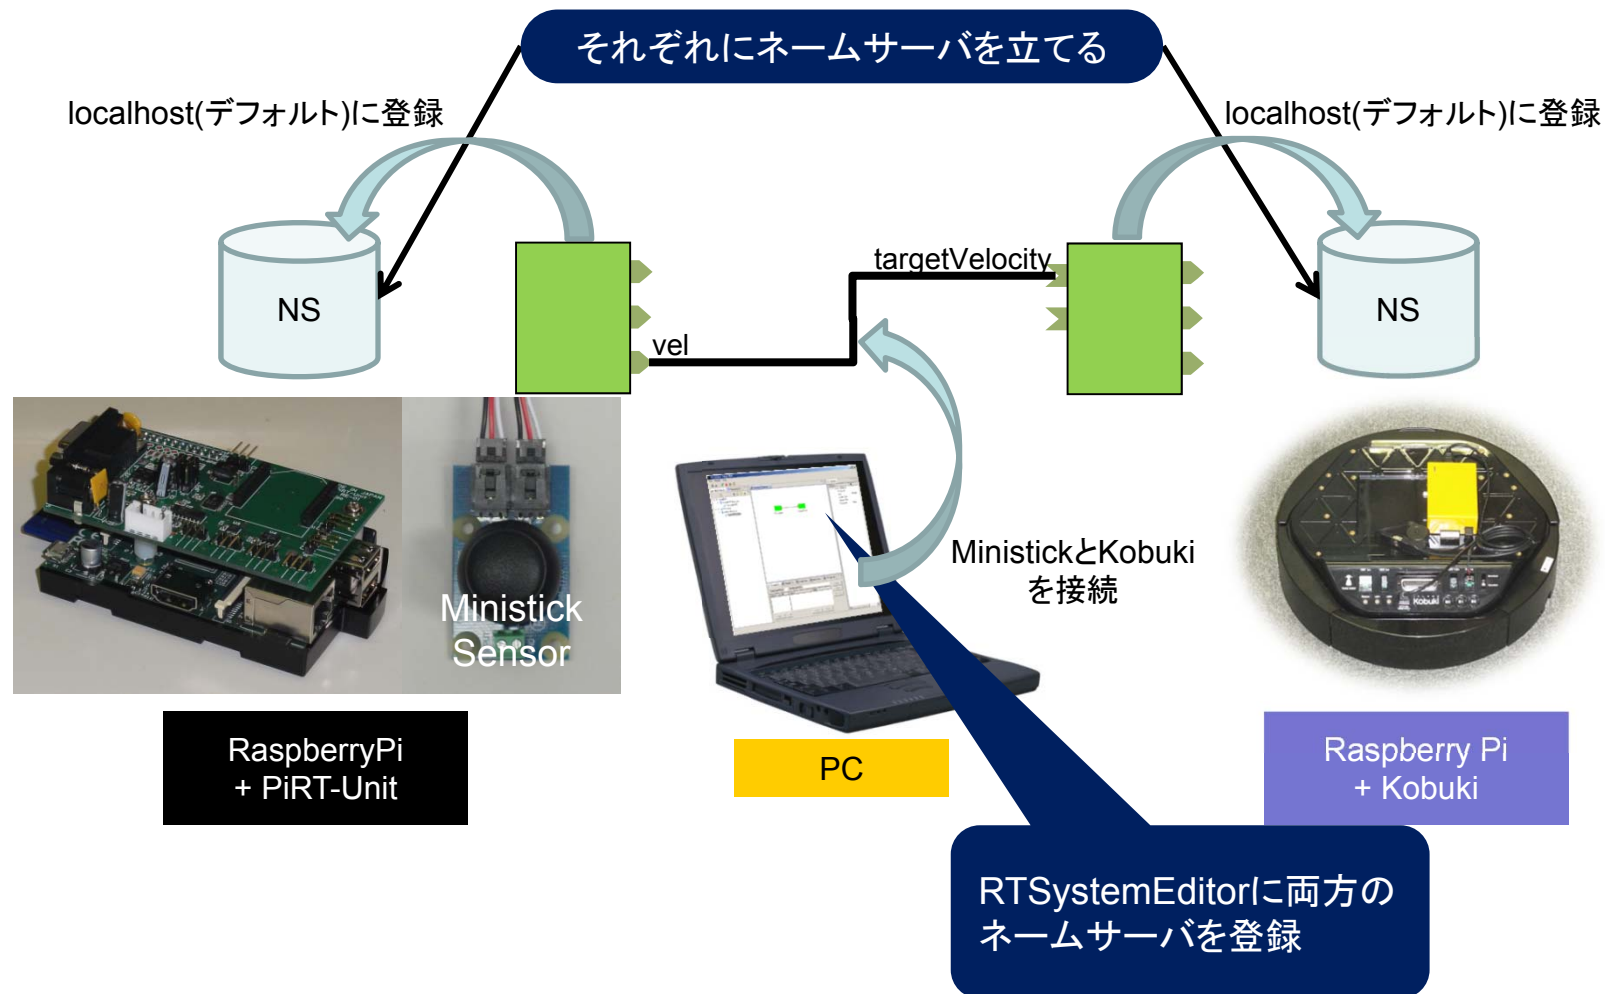 それぞれにネームサーバを立てる
localhost(デフォルト)に登録
localhost(デフォルト)に登録
NS
targetVelocity
vel
NS
MinistickとKobuki
を接続
Ministick
Sensor
Kobuki
RaspberryPi
+ PiRT-Unit
PC
Raspberry Pi
+ Kobuki
RTSystemEditorに両方の
ネームサーバを登録